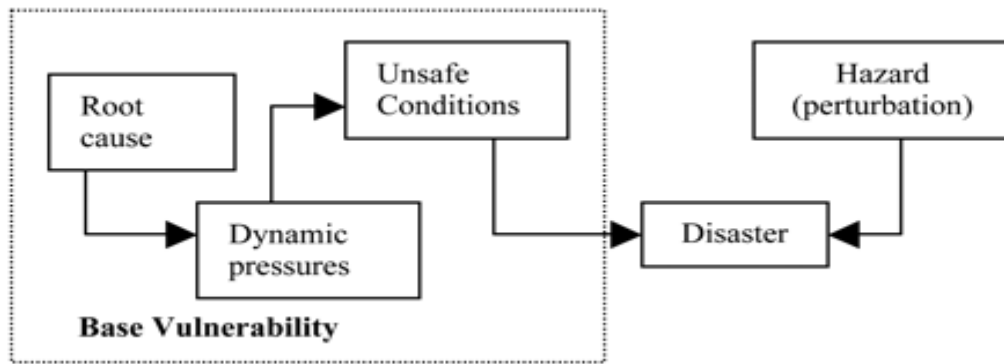 Root
cause
Dynamic
pressures
Unsafe
Conditions
Hazard
(perturbation)
Disaster
Base Vulnerability